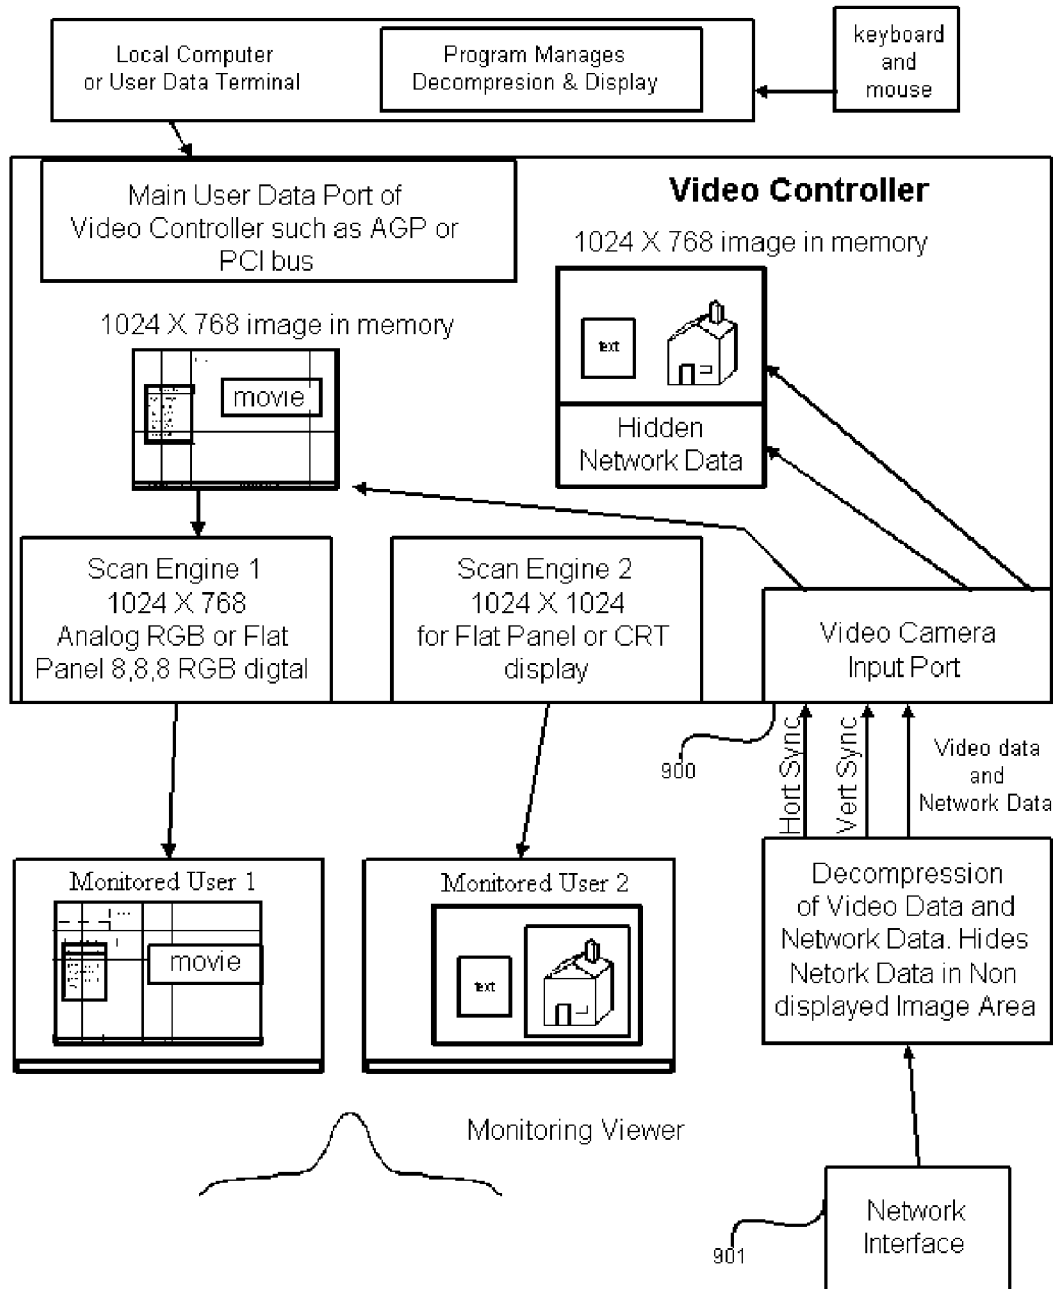 Local Computer
or User Data Terminal
Program Manages
Decompresion & Display
keyboard
and
mouse
Main User Data Port of
Video Controller such as AGP or
PCI bus
Video Controller
1024 X 768 image in memory
text
Hidden
Network Data
1024 X 768 image in memory
movie
Scan Engine 1
1024 X 768
Analog RGB or Flat
Panel 8,8,8 RGB digtal
Scan Engine 2
1024 X 1024
for Flat Panel or CRT
display
Video Camera
Input Port
900
Hort Sync
Vert Sync
Video data
and
Network Data
Monitored User 1
movie
Monitored User 2
text
Decompression
of Video Data and
Network Data. Hides
Netork Data in Non
displayed Image Area
Monitoring Viewer
901
Network
Interface